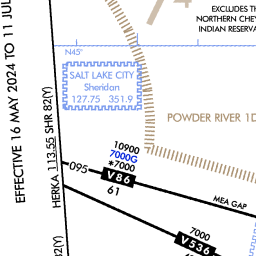 EXCLUDES TH
NORTHERN CHEY
INDIAN RESERVA
N45°
SALT LAKE CITY
Sheridan
127.75 351.9
POWDER RIVER 1D
EFFECTIVE 16 MAY 2024 TO 11 JUL
HERKA 113.55 SHR 82(Y)
10900
7000G
*7000
095
V86
61
MEA GAP
7000
V536
82(Y)